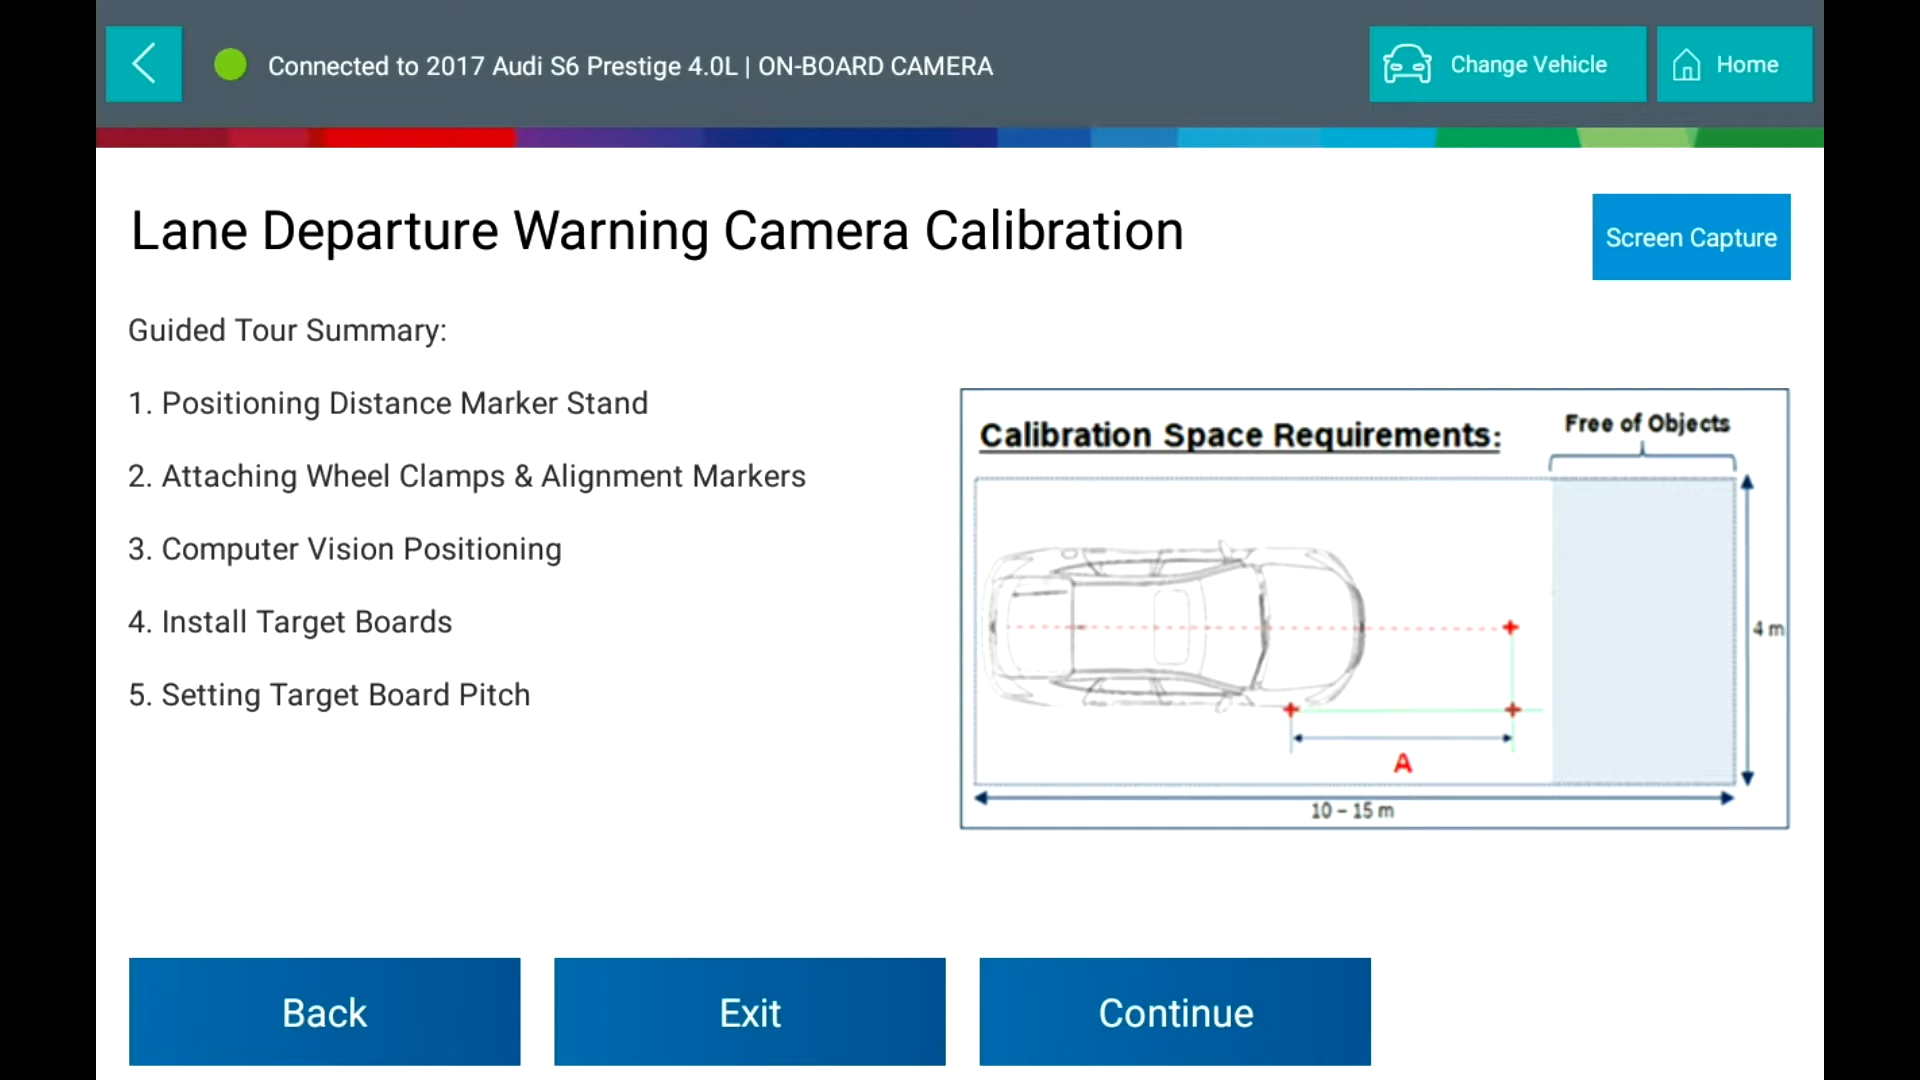 Connected to 2017 Audi S6 Prestige 4.0L | ON-BOARD CAMERA
Change Vehicle
Home
Lane Departure Warning Camera Calibration
Screen Capture
Guided Tour Summary:
1. Positioning Distance Marker Stand
2. Attaching Wheel Clamps & Alignment Markers
3. Computer Vision Positioning
4. Install Target Boards
5. Setting Target Board Pitch
Calibration Space Requirements:
Free of Objects
4 m
A
10 – 15 m
Back
Exit
Continue